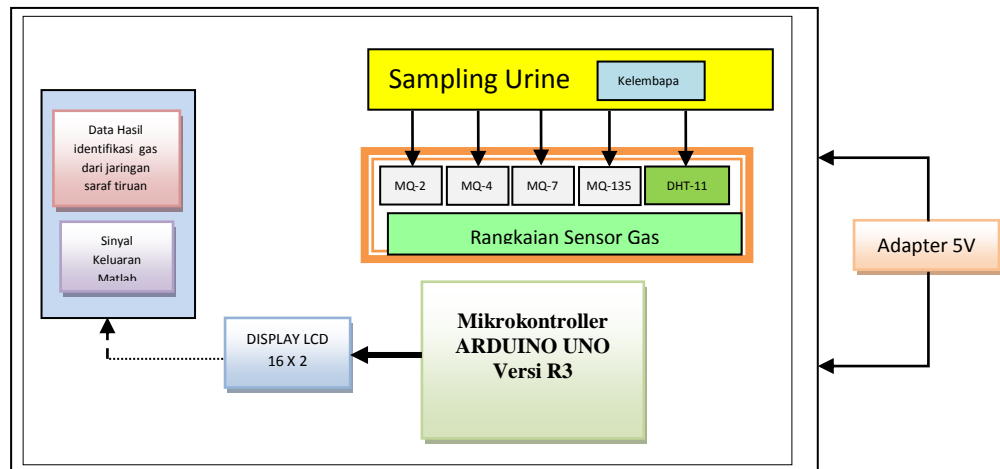 Sampling Urine
Kelembapa
Data Hasil
identifikasi gas
dari jaringan
saraf tiruan
MQ-2
MQ-4
MQ-7
MQ-135
DHT-11
Rangkaian Sensor Gas
Sinyal
Keluaran
Matlab
Adapter 5V
Mikrokontroller
ARDUINO UNO
Versi R3
DISPLAY LCD
16 X 2